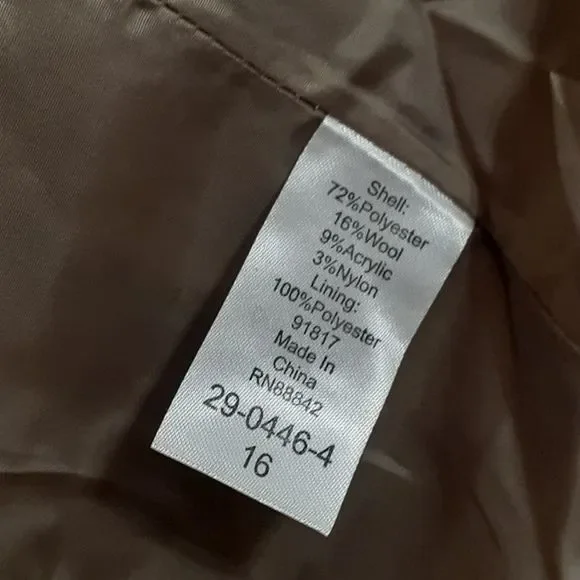 Shell:
72%Polyester
16%Wool
9%Acrylic
3%Nylon
Lining:
100%Polyester
91817
Made In
China
RN88842
29-0446-4
16